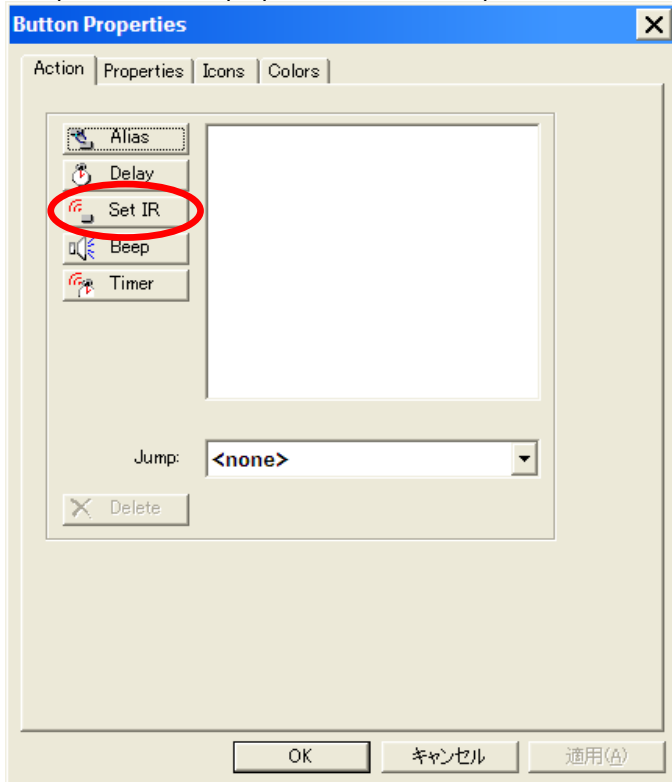 Button Properties
Action Properties Icons Colors
Alias
Delay
Set IR
Beep
Timer
Jump: <none>
Delete
OK キャンセル 適用(A)